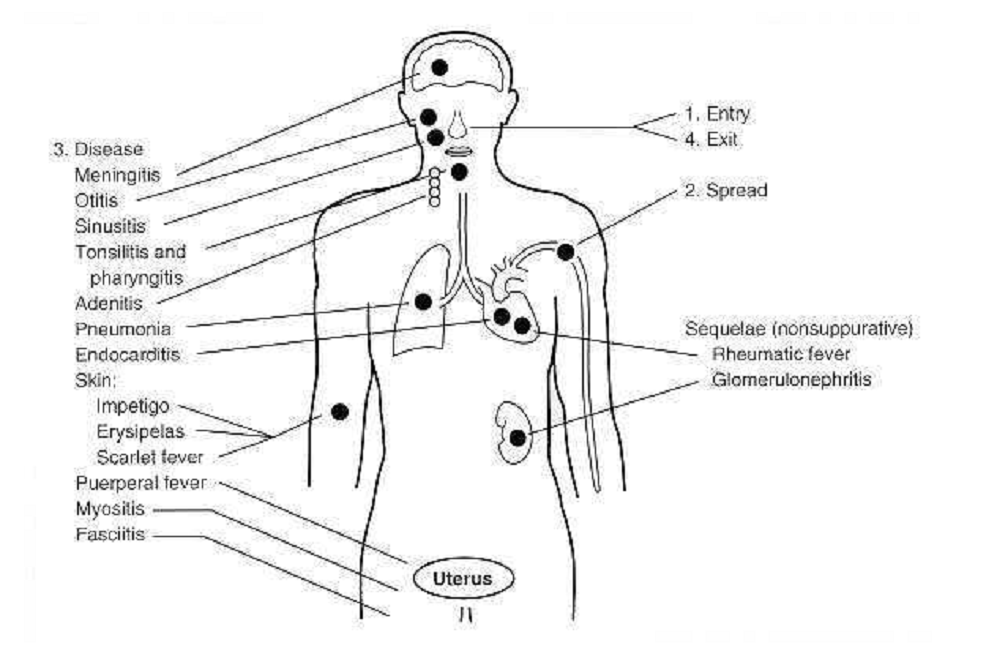 1. Entry
4. Exit
3. Disease
Meningitis
Otitis
Sinusitis
Tonsilitis and
pharyngitis
Adenitis
Pneumonia
Endocarditis
Skin:
Impetigo
Erysipelas
Scarlet fever
Puerperal fever
Myositis
Fasciitis
2. Spread
Sequelae (nonsuppurative)
Rheumatic fever
Glomerulonephritis
Uterus